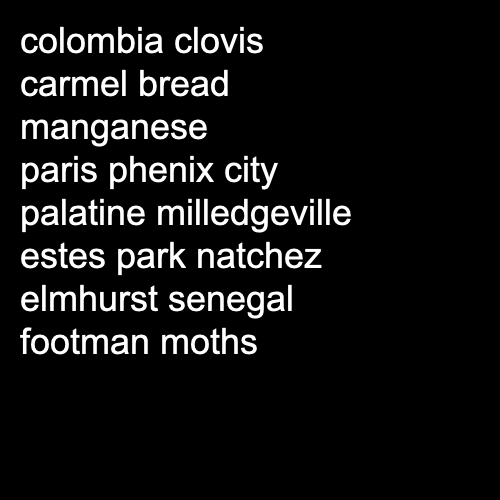 colombia clovis
carmel bread
manganese
paris phenix city
palatine milledgeville
estes park natchez
elmhurst senegal
footman moths